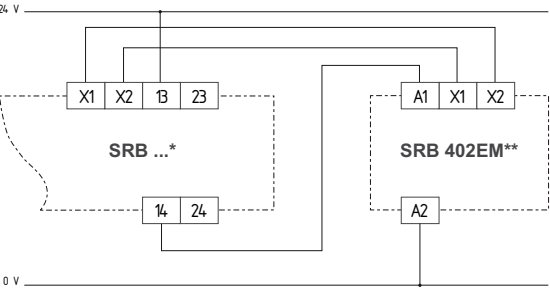 24 V
X1 X2 13 23 A1 X1 X2
SRB ...* SRB 402EM**
14 24 A2
0 V